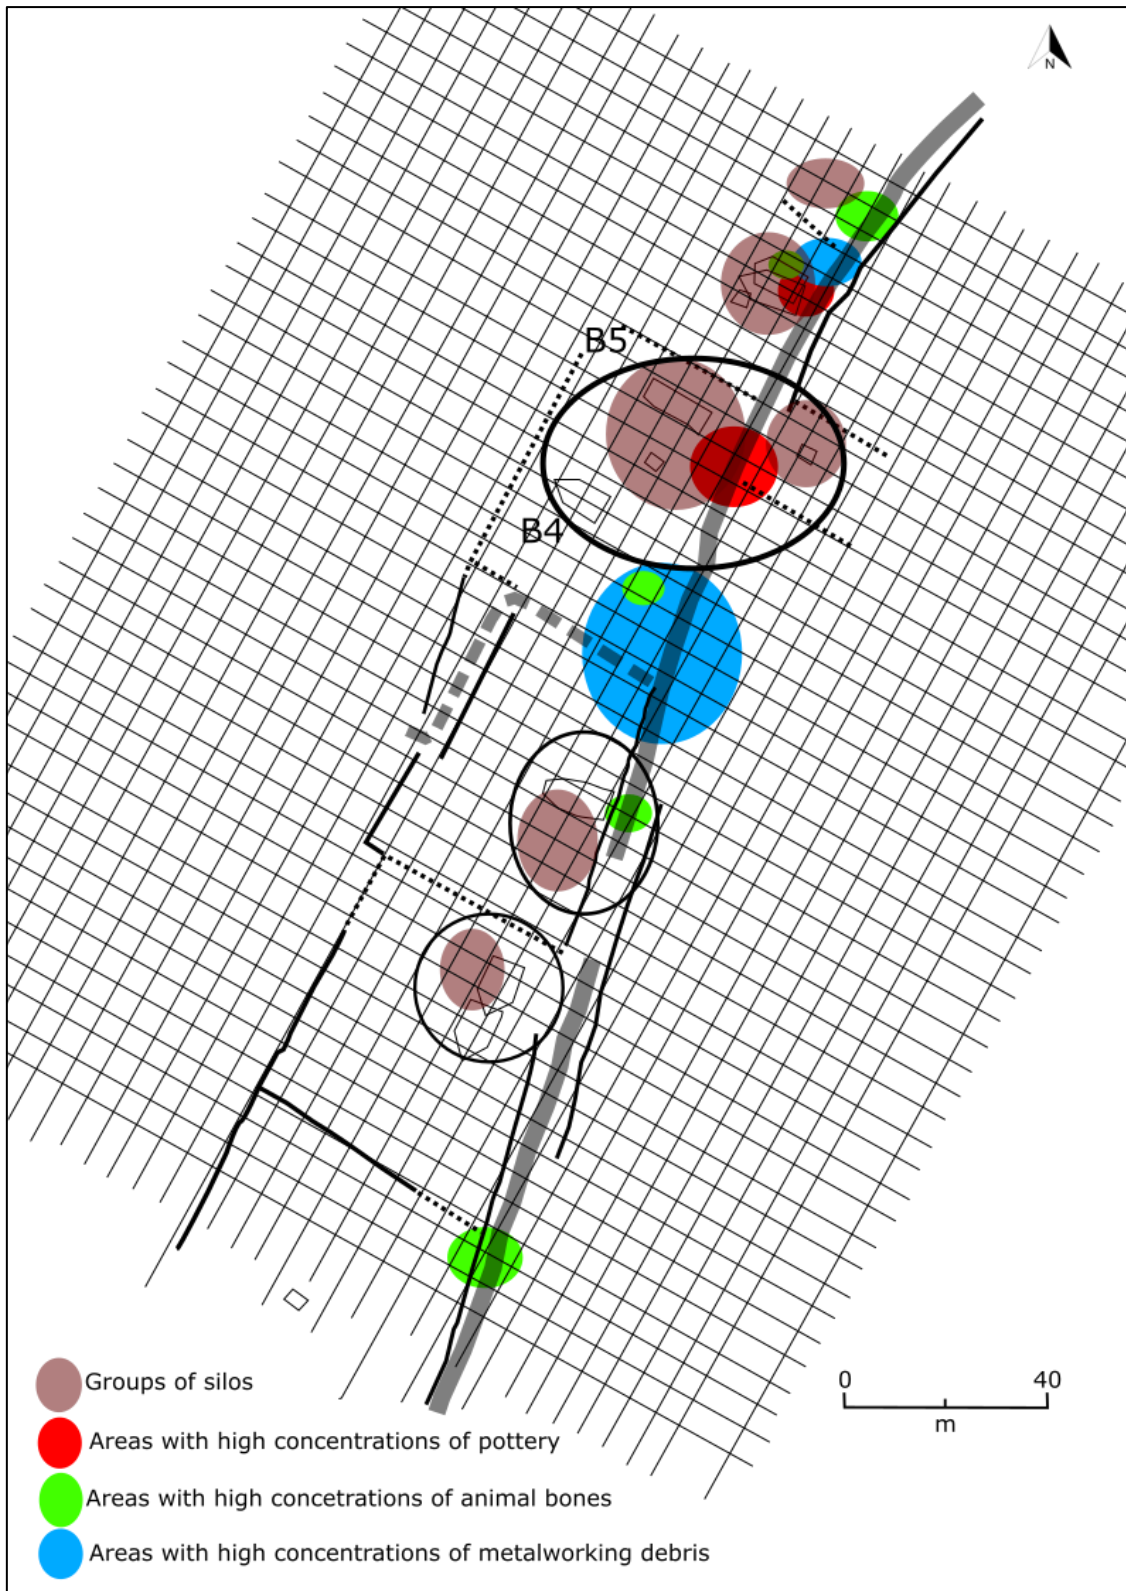 N
B5
B4
Groups of silos
0 40
m
Areas with high concentrations of pottery
Areas with high concetrations of animal bones
Areas with high concentrations of metalworking debris